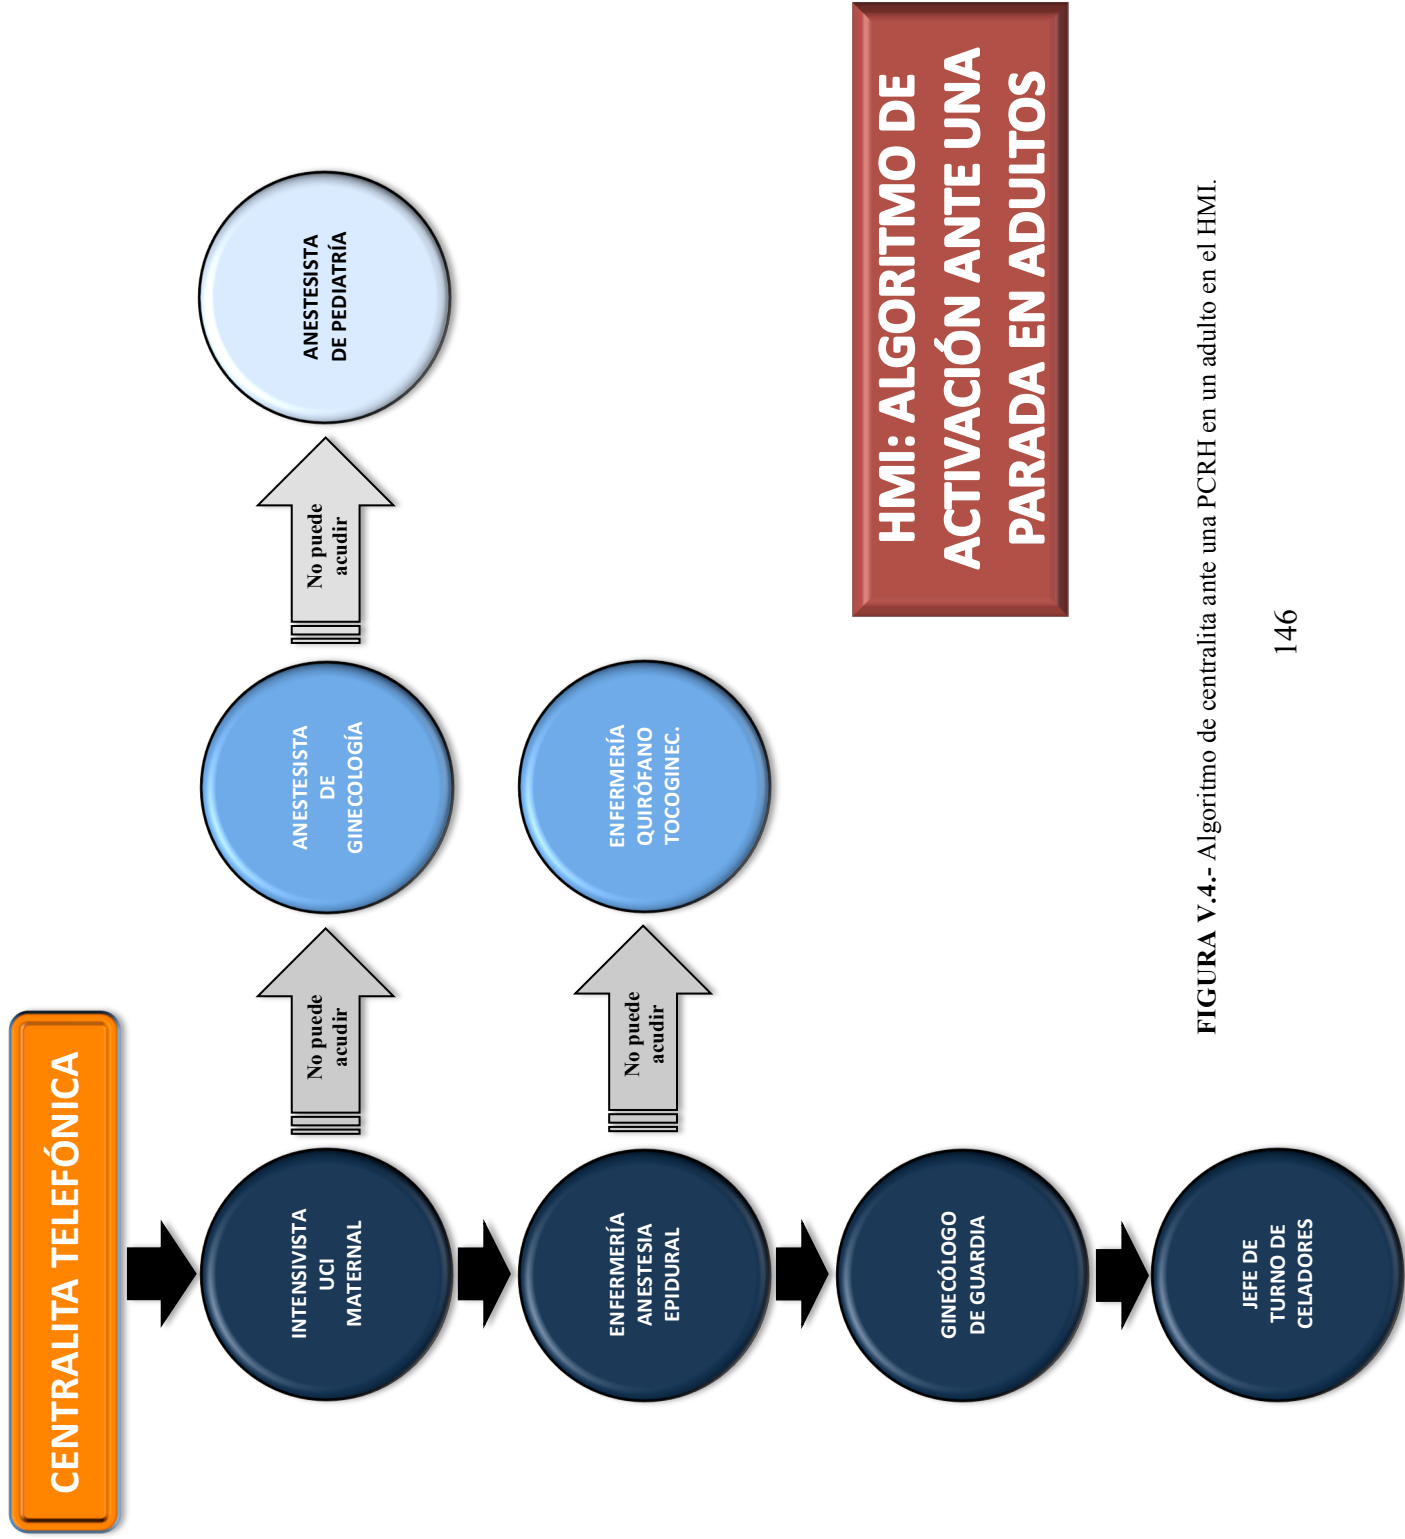 CENTRALITA TELEFÓNICA
INTENSIVISTA
UCI
MATERNAL
No puede
acudir
ANESTESISTA
DE
GINECOLOGÍA
No puede
acudir
ANESTESISTA
DE PEDIATRÍA
ENFERMERÍA
ANESTESIA
EPIDURAL
No puede
acudir
ENFERMERÍA
QUIRÓFANO
TOCOGINEC.
GINECÓLOGO
DE GUARDIA
JEFE DE
TURNO DE
CELADORES
HMI: ALGORITMO DE
ACTIVACIÓN ANTE UNA
PARADA EN ADULTOS
FIGURA V.4.- Algoritmo de centralita ante una PCRH en un adulto en el HMI.
146